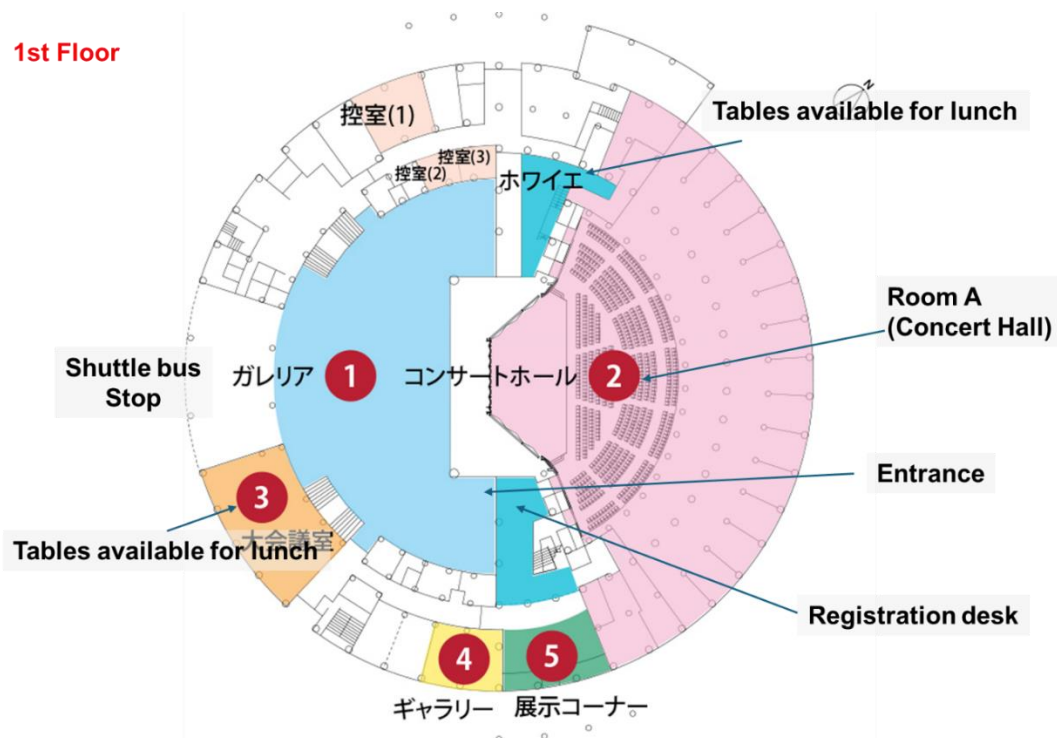 1st Floor
N
控室(1)
Tables available for lunch
控室(3)
控室(2)
ホワイエ
Room A
(Concert Hall)
Shuttle bus
Stop
ガレリア
1
コンサートホール
2
Entrance
3
大会議室
Tables available for lunch
Registration desk
4
5
ギャラリー
展示コーナー